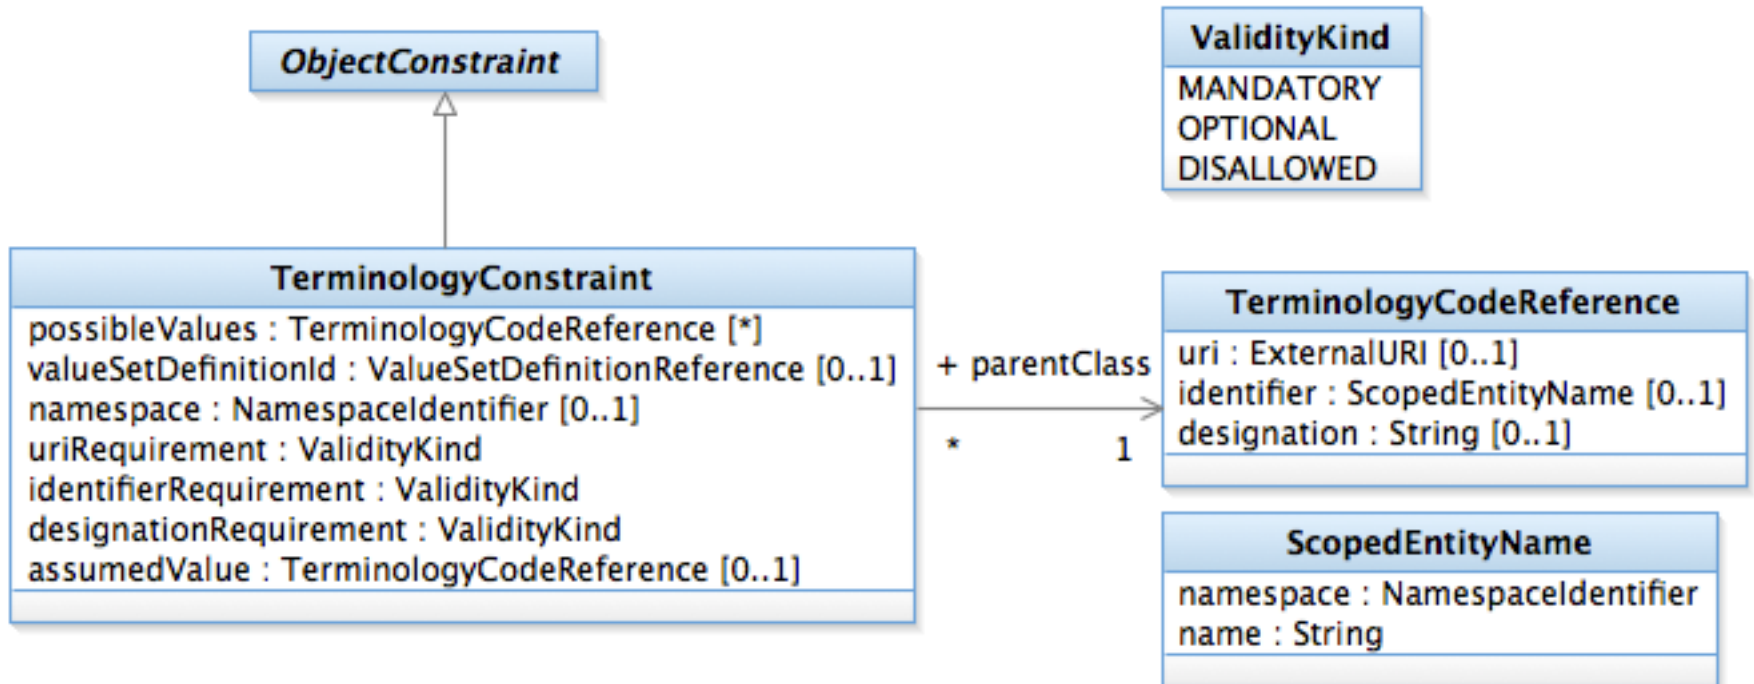 ObjectConstraint
ValidityKind
MANDATORY
OPTIONAL
DISALLOWED
TerminologyConstraint
possibleValues : TerminologyCodeReference [*]
valueSetDefinitionId : ValueSetDefinitionReference [0..1]
namespace : NamespaceIdentifier [0..1]
uriRequirement : ValidityKind
identifierRequirement : ValidityKind
designationRequirement : ValidityKind
assumedValue : TerminologyCodeReference [0..1]
+ parentClass
* 1
TerminologyCodeReference
uri : ExternalURI [0..1]
identifier : ScopedEntityName [0..1]
designation : String [0..1]
ScopedEntityName
namespace : NamespaceIdentifier
name : String